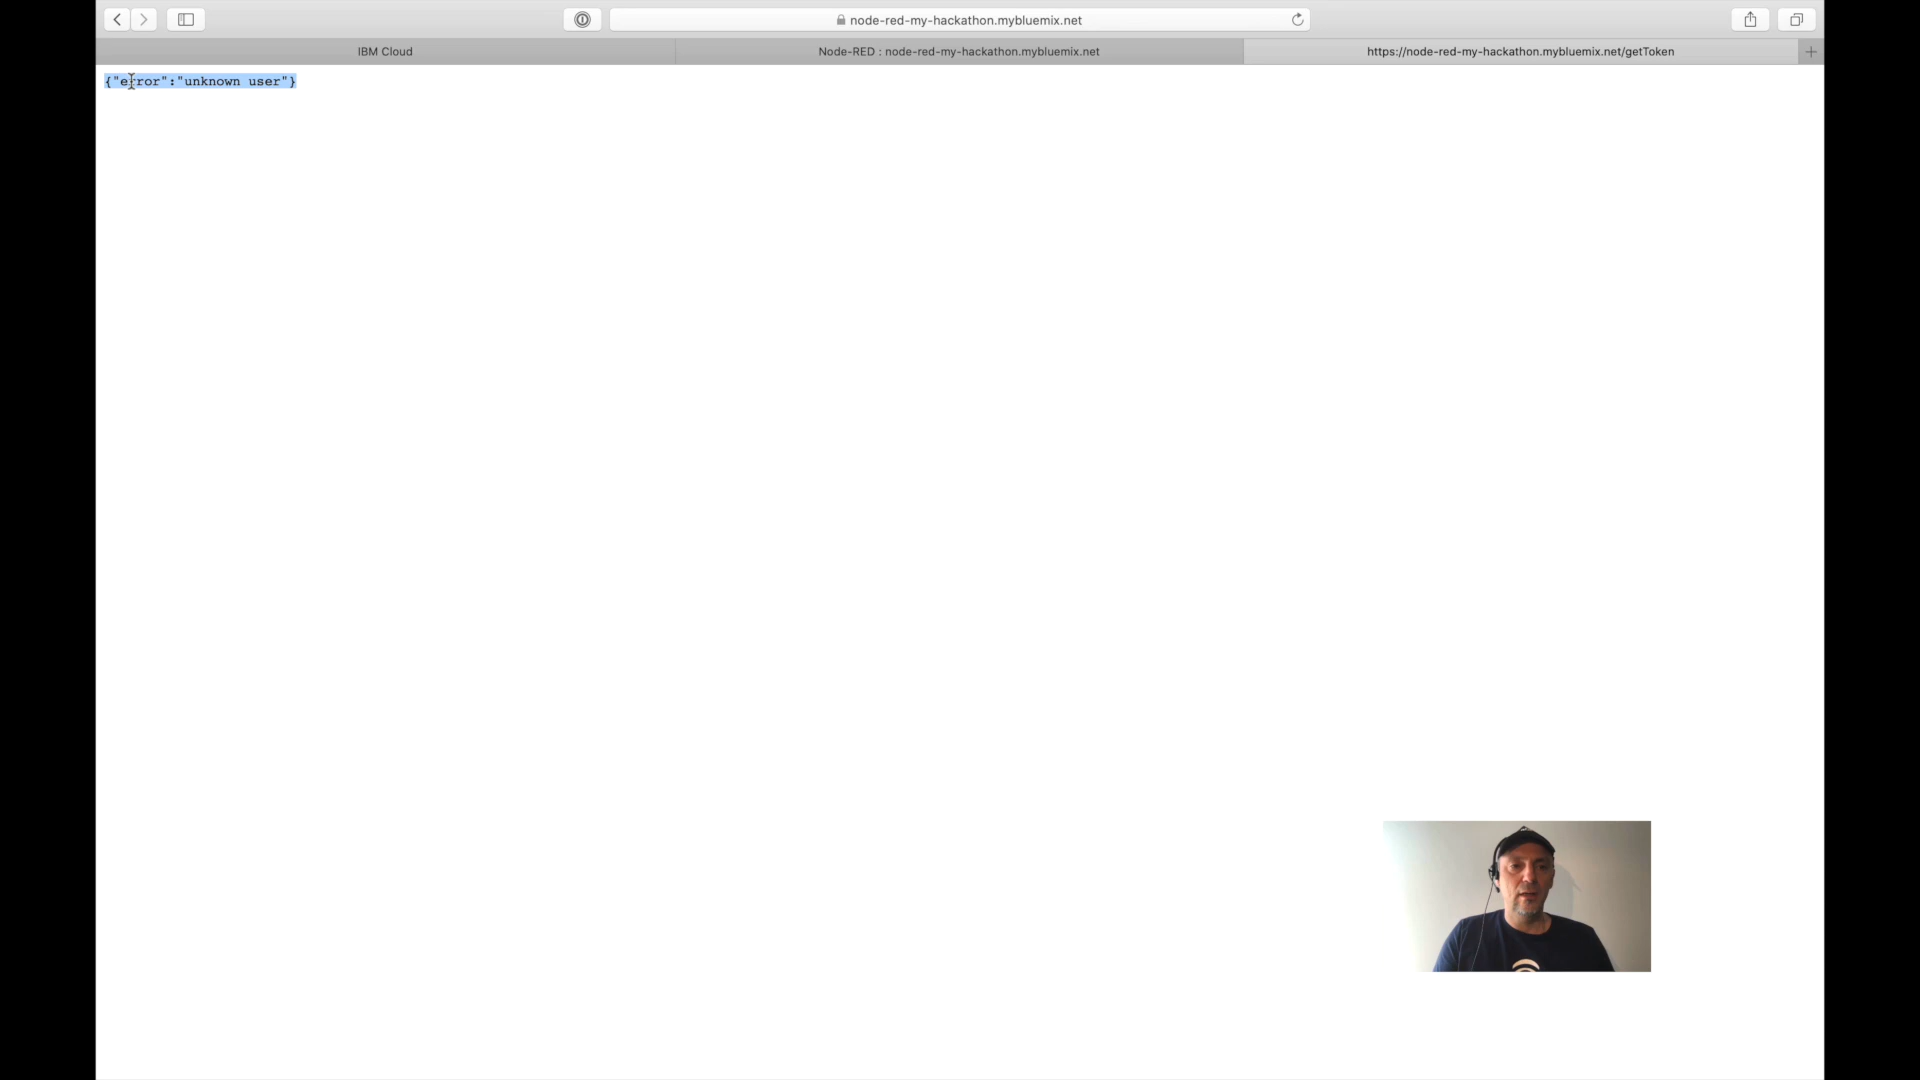 node-red-my-hackathon.mybluemix.net
IBM Cloud
Node-RED : node-red-my-hackathon.mybluemix.net
https://node-red-my-hackathon.mybluemix.net/getToken
{"error":"unknown user"}